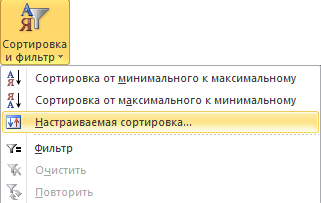 Сортировка
и фильтр
Сортировка от минимального к максимальному
Сортировка от максимального к минимальному
Настраиваемая сортировка...
Фильтр
Очистить
Повторить